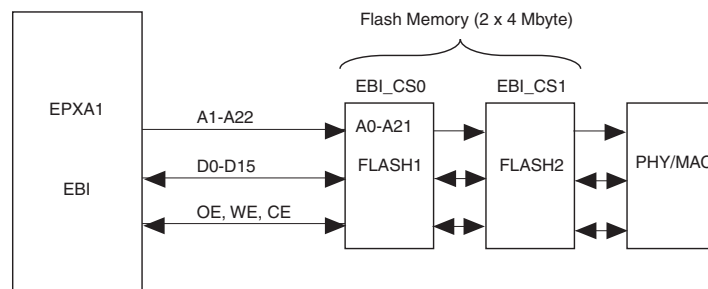 Flash Memory (2 x 4 Mbyte)
EBI_CS0
EBI_CS1
EPXA1
A1-A22
A0-A21
D0-D15
FLASH1
FLASH2
PHY/MAC
EBI
OE, WE, CE